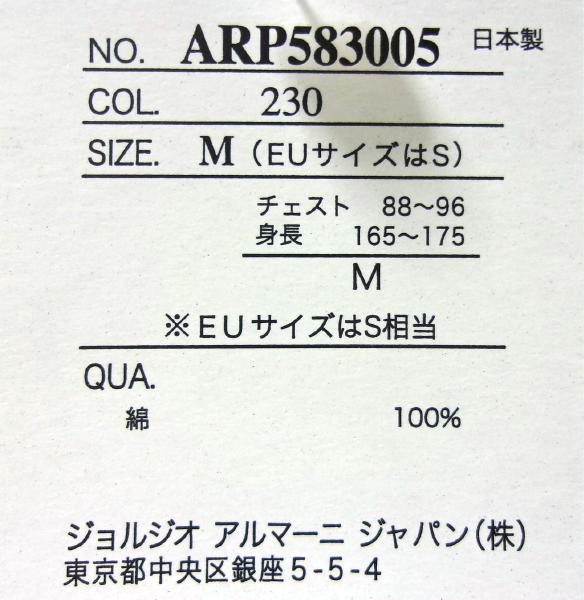 NO. ARP583005 日本製
COL. 230
SIZE. M (EUサイズはS)
チェスト 88～96
身長 165～175
M
※EUサイズはS相当
QUA.
綿 100%
ジョルジオ アルマーニ ジャパン(株)
東京都中央区銀座5-5-4